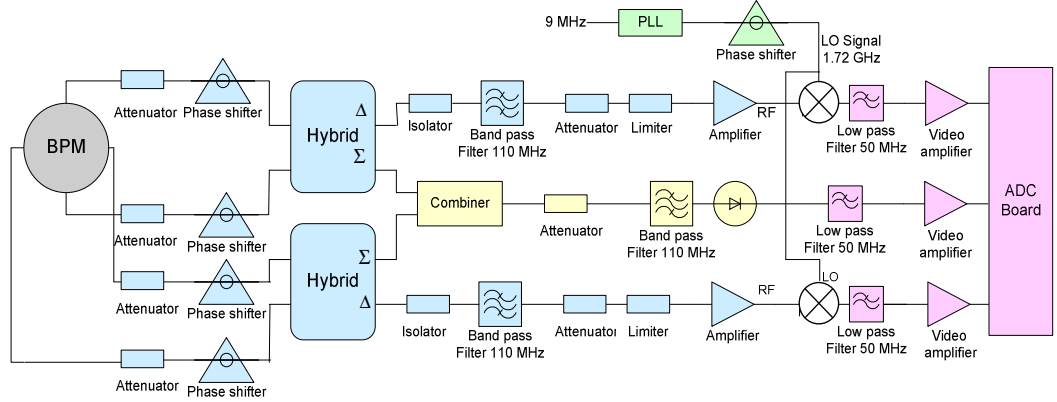 9 MHz
PLL
Phase shifter
LO Signal
1.72 GHz
BPM
Attenuator
Phase shifter
Hybrid
Δ
Σ
Isolator
Band pass
Filter 110 MHz
Attenuator
Limiter
Amplifier
RF
Low pass
Filter 50 MHz
Video
amplifier
ADC
Board
Attenuator
Phase shifter
Combiner
Attenuator
Band pass
Filter 110 MHz
Low pass
Filter 50 MHz
Video
amplifier
Attenuator
Phase shifter
Hybrid
Σ
Δ
Isolator
Band pass
Filter 110 MHz
Attenuator
Limiter
Amplifier
RF
LO
Low pass
Filter 50 MHz
Video
amplifier
Attenuator
Phase shifter